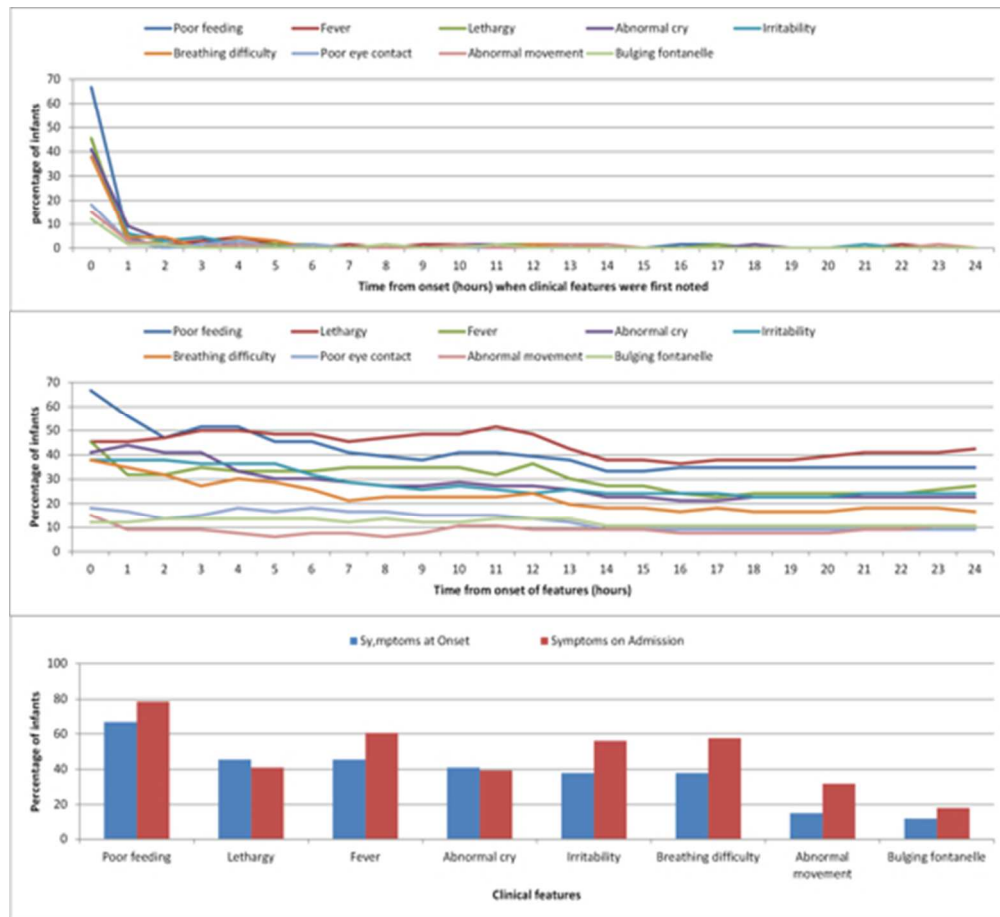 Poor feeding Fever Lethargy Abnormal cry Irritability
Breathing difficulty Poor eye contact Abnormal movement Bulging fontanelle
percentage of infants
70
60
50
40
30
20
10
0
0 1 2 3 4 5 6 7 8 9 10 11 12 13 14 15 16 17 18 19 20 21 22 23 24
Time from onset (hours) when clinical features were first noted
Poor feeding Lethargy Fever Abnormal cry Irritability
Breathing difficulty Poor eye contact Abnormal movement Bulging fontanelle
Percentage of infants
70
60
50
40
30
20
10
0
0 1 2 3 4 5 6 7 8 9 10 11 12 13 14 15 16 17 18 19 20 21 22 23 24
Time from onset of features (hours)
Sy,mptoms at Onset Symptoms on Admission
Percentage of infants
100
80
60
40
20
0
Poor feeding Lethargy Fever Abnormal cry Irritability Breathing difficulty Abnormal Bulging fontanelle
movement
Clinical features